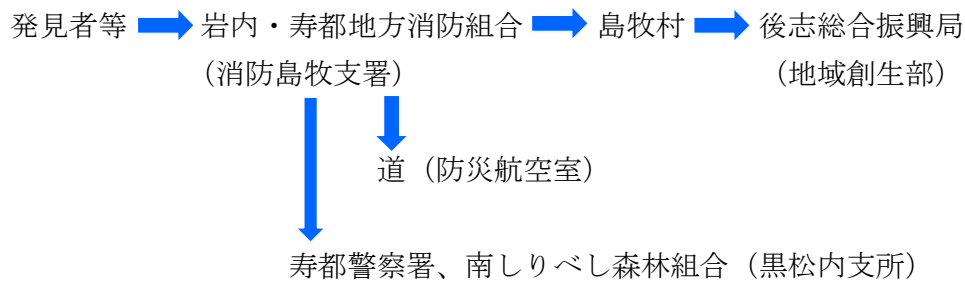 発見者等 岩内・寿都地方消防組合 島牧村 後志総合振興局
（消防島牧支署） （地域創生部）
道（防災航空室）
寿都警察署、南しりべし森林組合（黒松内支所）